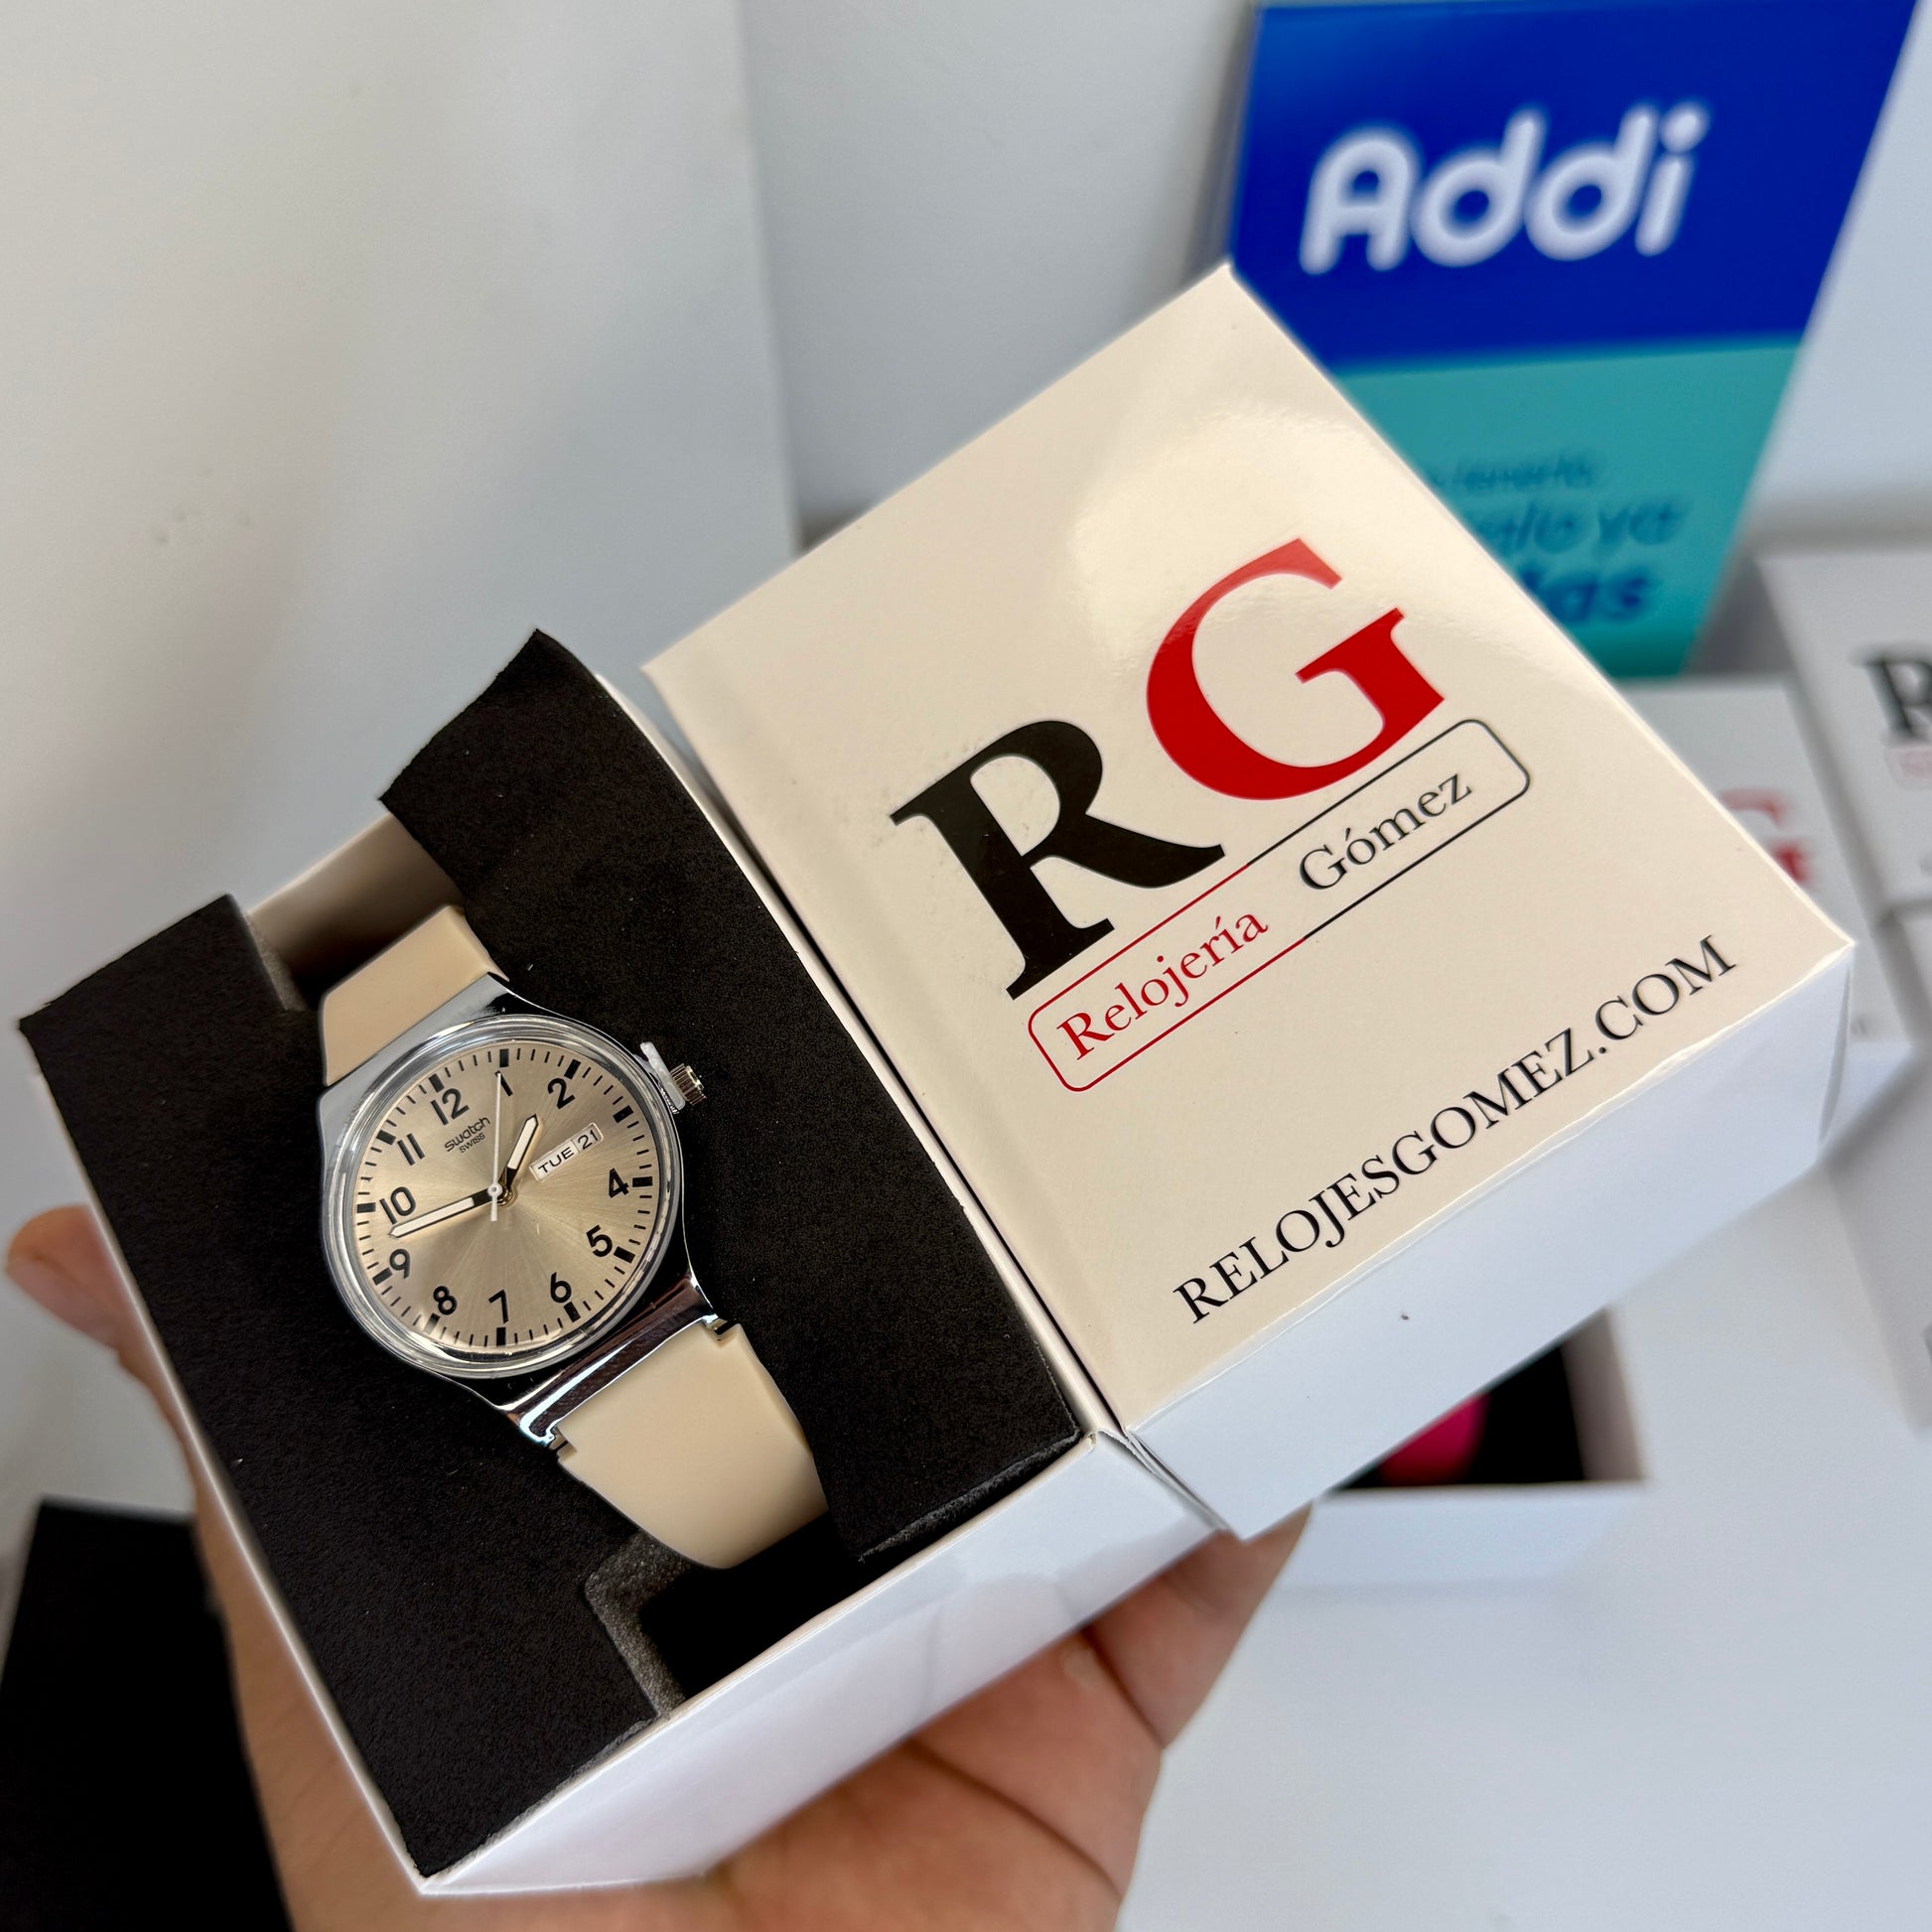 Addi
RG
Relojería Gómez
RELOJESGOMEZ.COM
12
1
2
11
swatch
SWISS
TUE 21
10
4
9
5
8
7
6
R